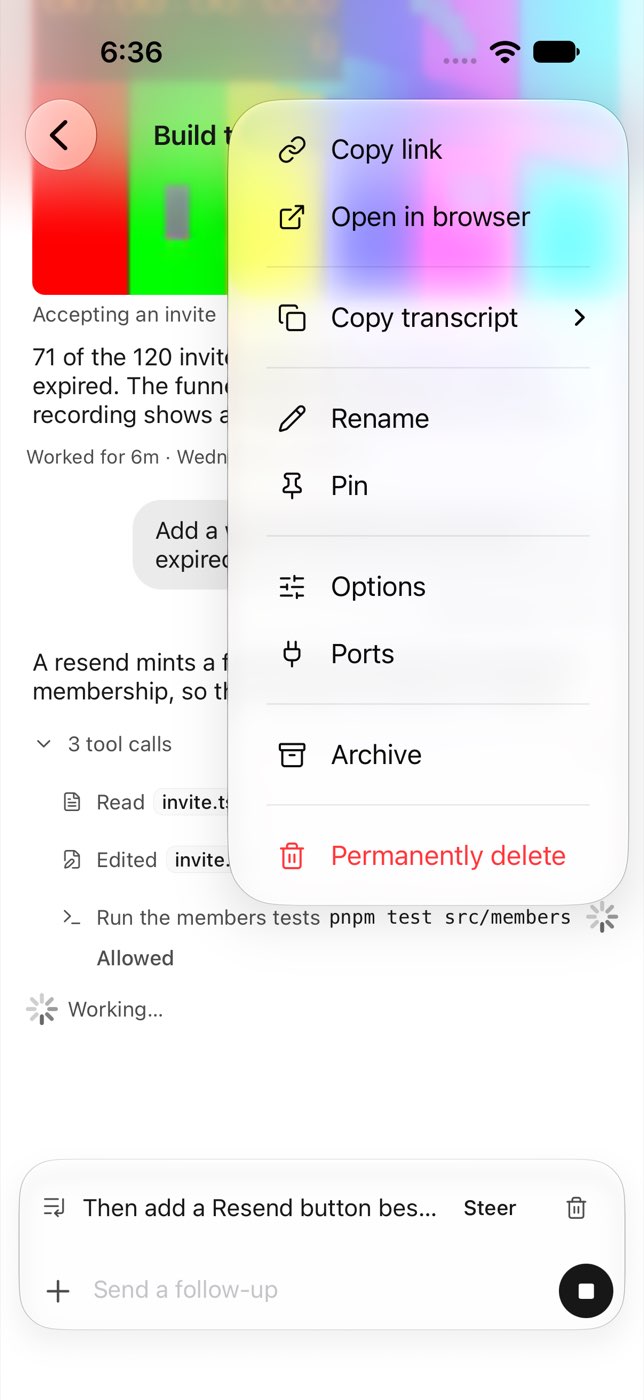 6:36
Build t
Copy link
Open in browser
Copy transcript
Rename
Pin
Options
Ports
Archive
Permanently delete
Accepting an invite
71 of the 120 invite
expired. The funne
recording shows a
Worked for 6m · Wedn
Add a
expired
A resend mints a f
membership, so th
3 tool calls
Read invite.ts
Edited invite.
Run the members tests pnpm test src/members
Allowed
Working...
Then add a Resend button bes... Steer
Send a follow-up